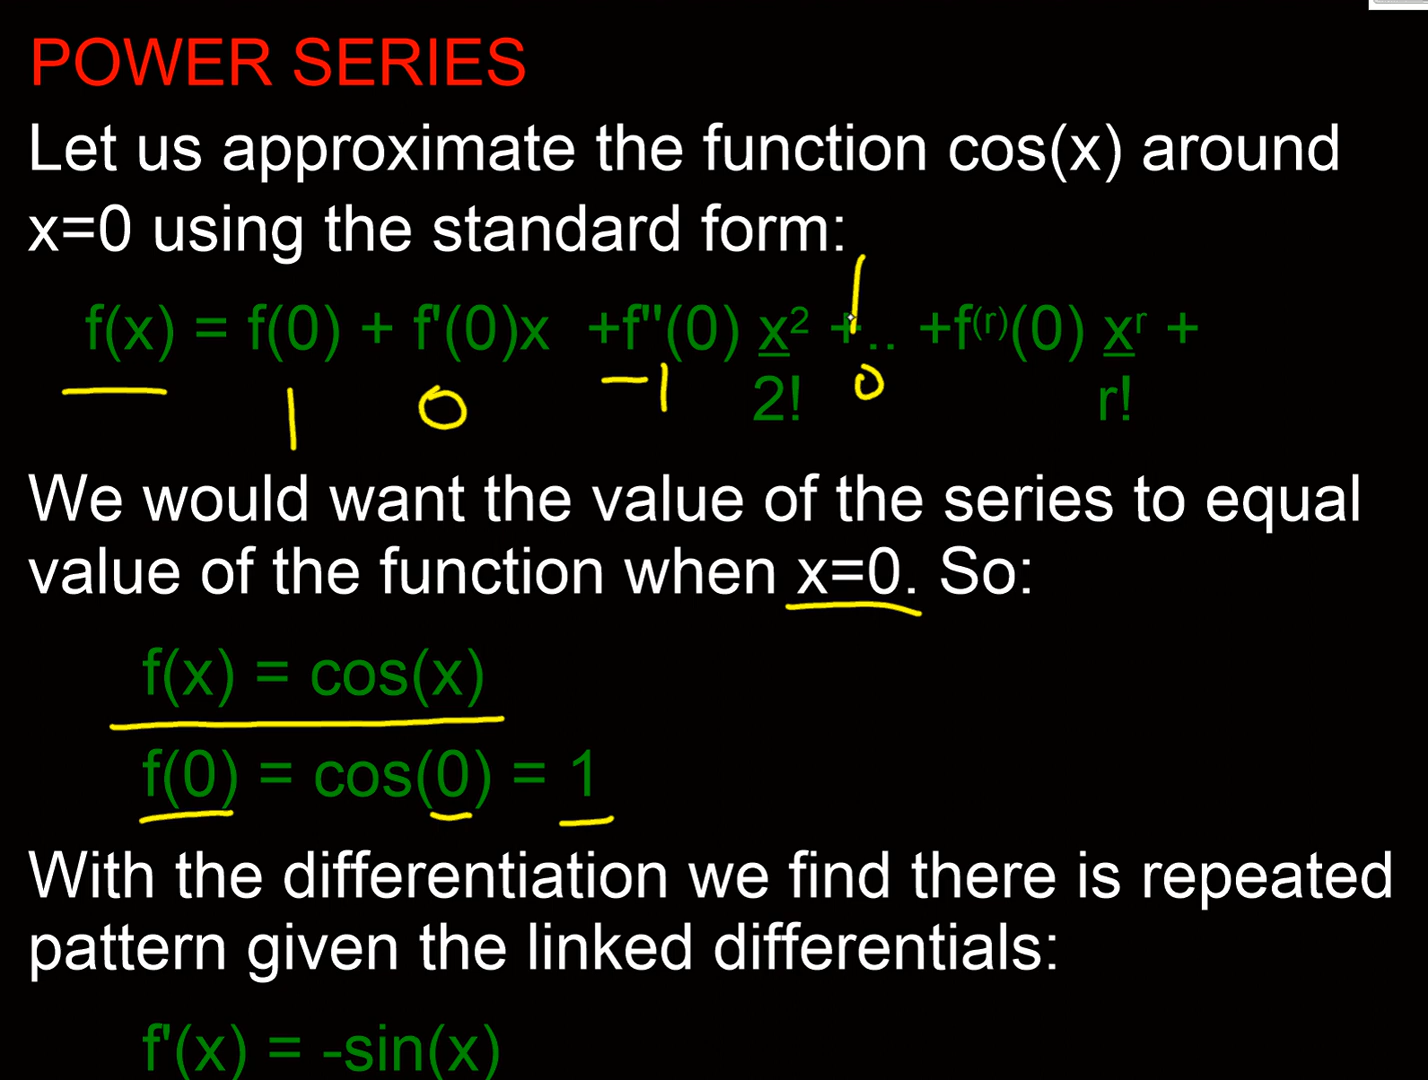 POWER SERIES
Let us approximate the function cos(x) around
x=0 using the standard form:
f(x) = f(0) + f'(0)x +f"(0) x² +.. +f⁽ʳ⁾(0) xʳ +
2! r!
1 0 -1 0 1
We would want the value of the series to equal
value of the function when x=0. So:
f(x) = cos(x)
f(0) = cos(0) = 1
With the differentiation we find there is repeated
pattern given the linked differentials:
f'(x) = -sin(x)